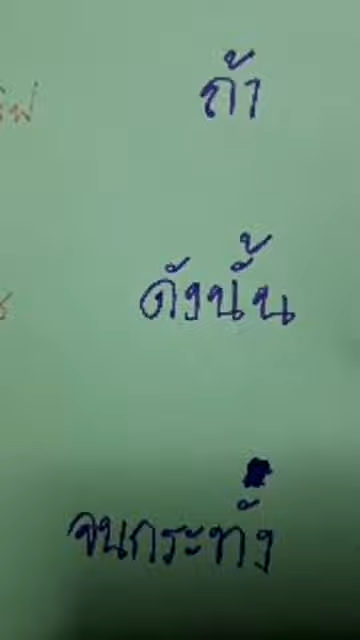 ถ้า
ดังนั้น
จนกระทั่ง